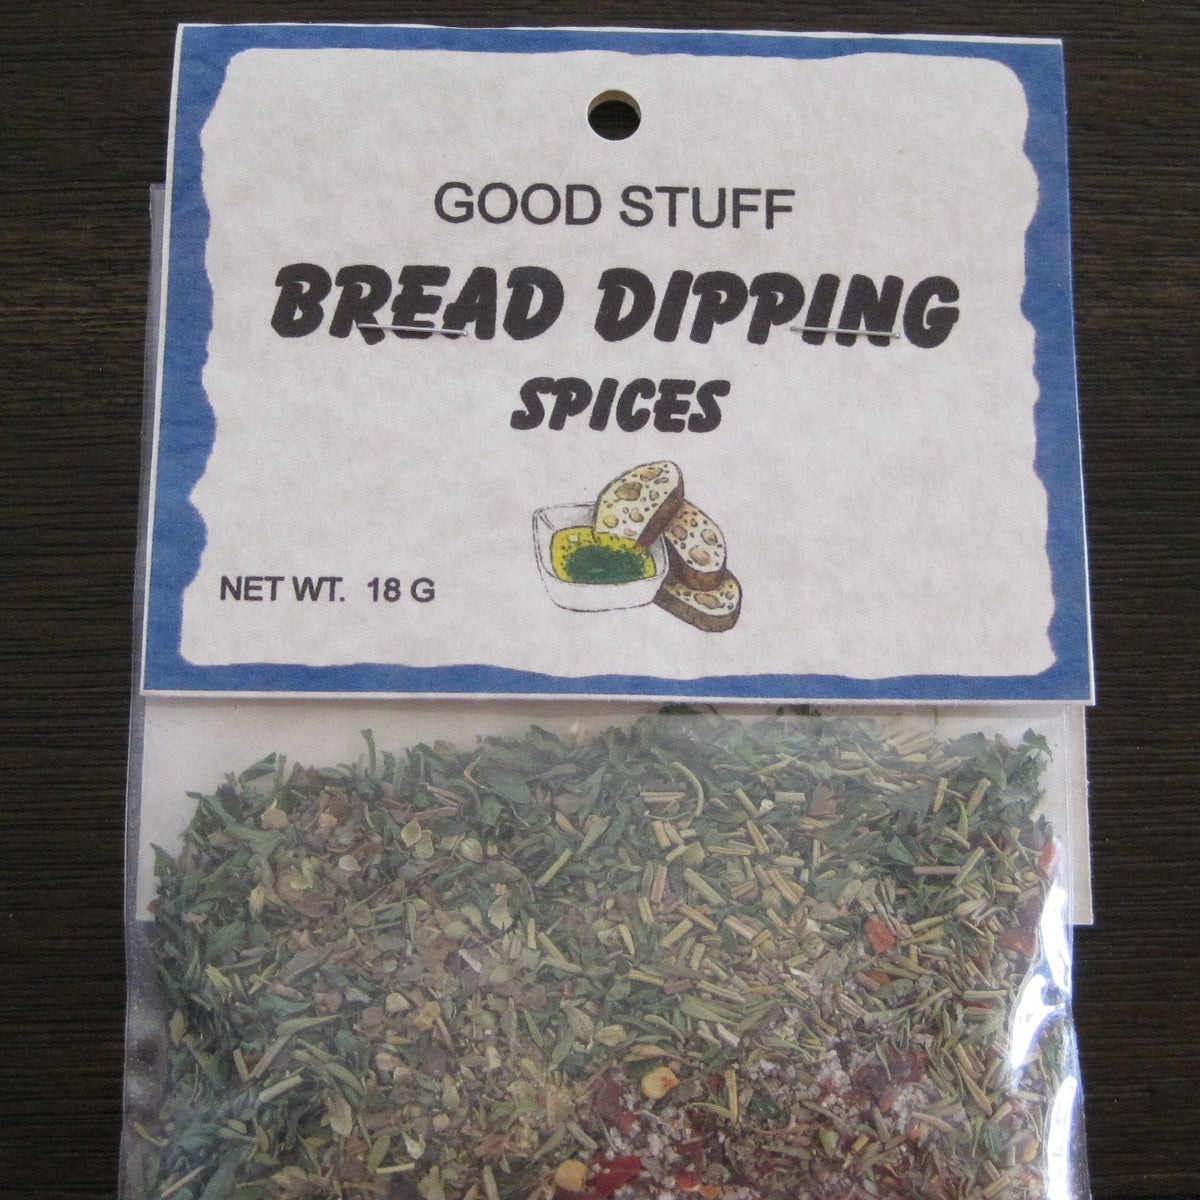 GOOD STUFF
BREAD DIPPING
SPICES
NET WT. 18 G